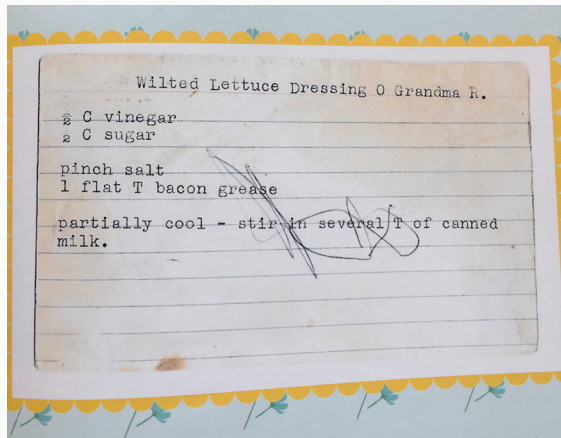 Wilted Lettuce Dressing O Grandma R.
½ C vinegar
½ C sugar
pinch salt
1 flat T bacon grease
partially cool - stir in several T of canned
milk.